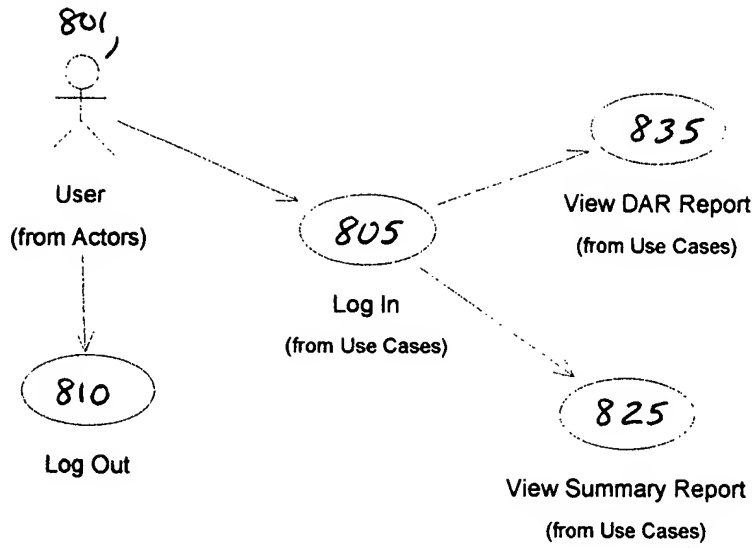 801,
User
(from Actors)
805
Log In
(from Use Cases)
835
View DAR Report
(from Use Cases)
810
Log Out
825
View Summary Report
(from Use Cases)